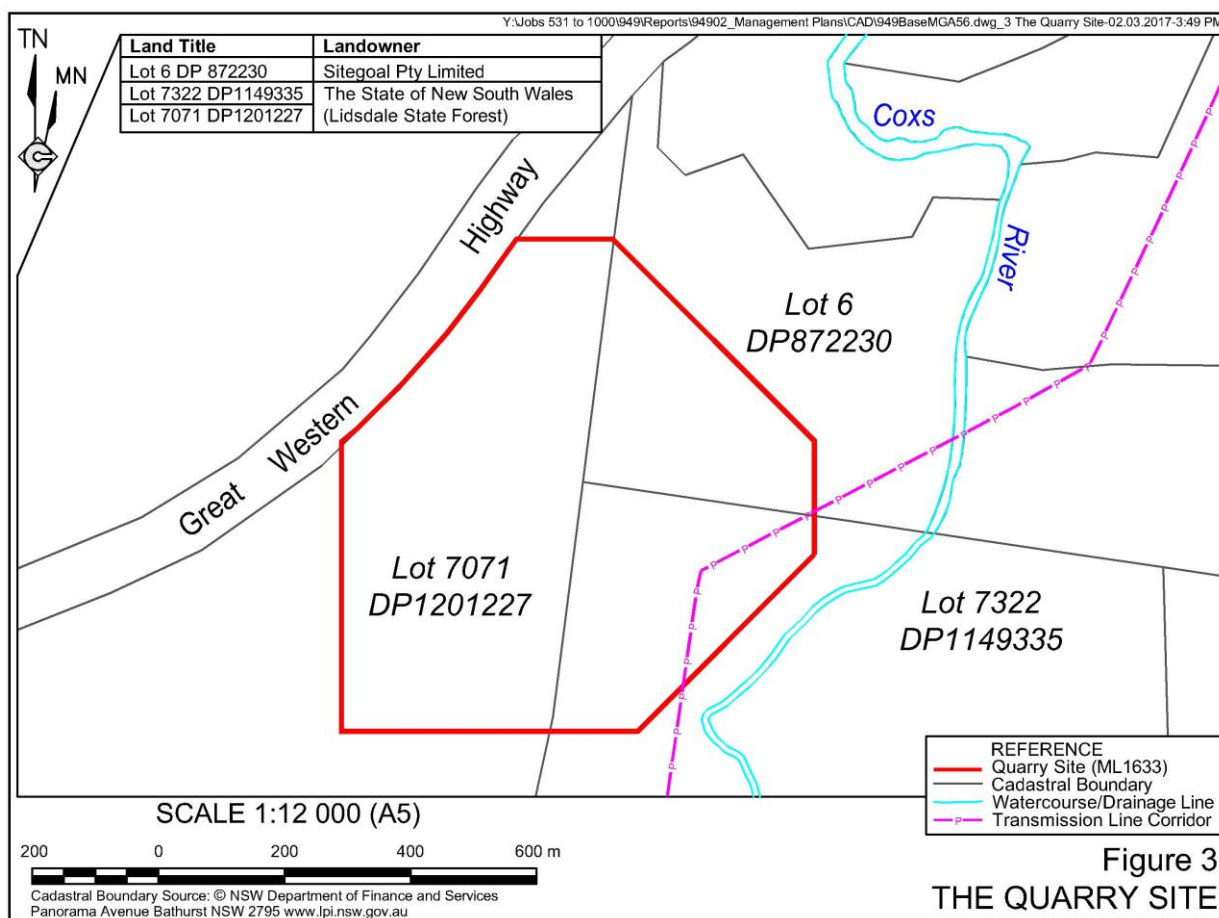 Y:\Jobs 531 to 1000\949\Reports\94902_Management Plans\CAD\949BaseMGA56.dwg_3 The Quarry Site-02.03.2017-3:49 PM
TN
MN
Land Title Landowner
Lot 6 DP 872230 Sitegoal Pty Limited
Lot 7322 DP1149335 The State of New South Wales
Lot 7071 DP1201227 (Lidsdale State Forest)
Coxs
River
Highway
Western
Great
Lot 6
DP872230
Lot 7071
DP1201227
Lot 7322
DP1149335
P P P P P P P P P P P P P P P P P P P P P
REFERENCE
Quarry Site (ML1633)
Cadastral Boundary
Watercourse/Drainage Line
P Transmission Line Corridor
SCALE 1:12 000 (A5)
200 0 200 400 600 m
Cadastral Boundary Source: © NSW Department of Finance and Services
Panorama Avenue Bathurst NSW 2795 www.lpi.nsw.gov.au
Figure 3
THE QUARRY SITE